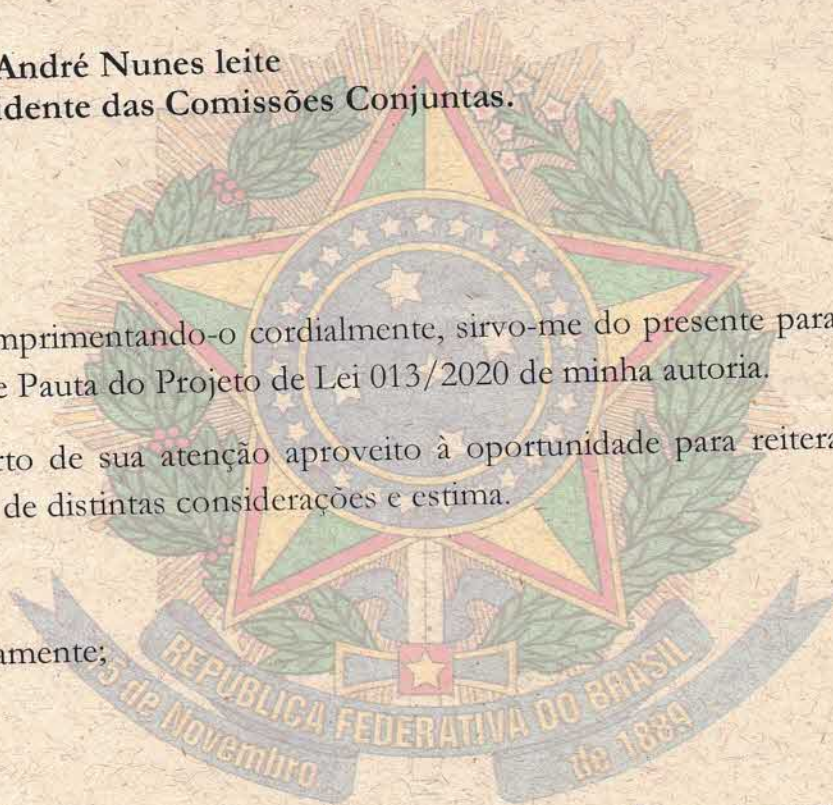 André Nunes leite
idente das Comissões Conjuntas.
mprimentando-o cordialmente, sirvo-me do presente para
e Pauta do Projeto de Lei 013/2020 de minha autoria.
rto de sua atenção aproveito à oportunidade para reitera
de distintas considerações e estima.
amente;
REPÚBLICA FEDERATIVA DO BRASIL
15 de Novembro
de 1889